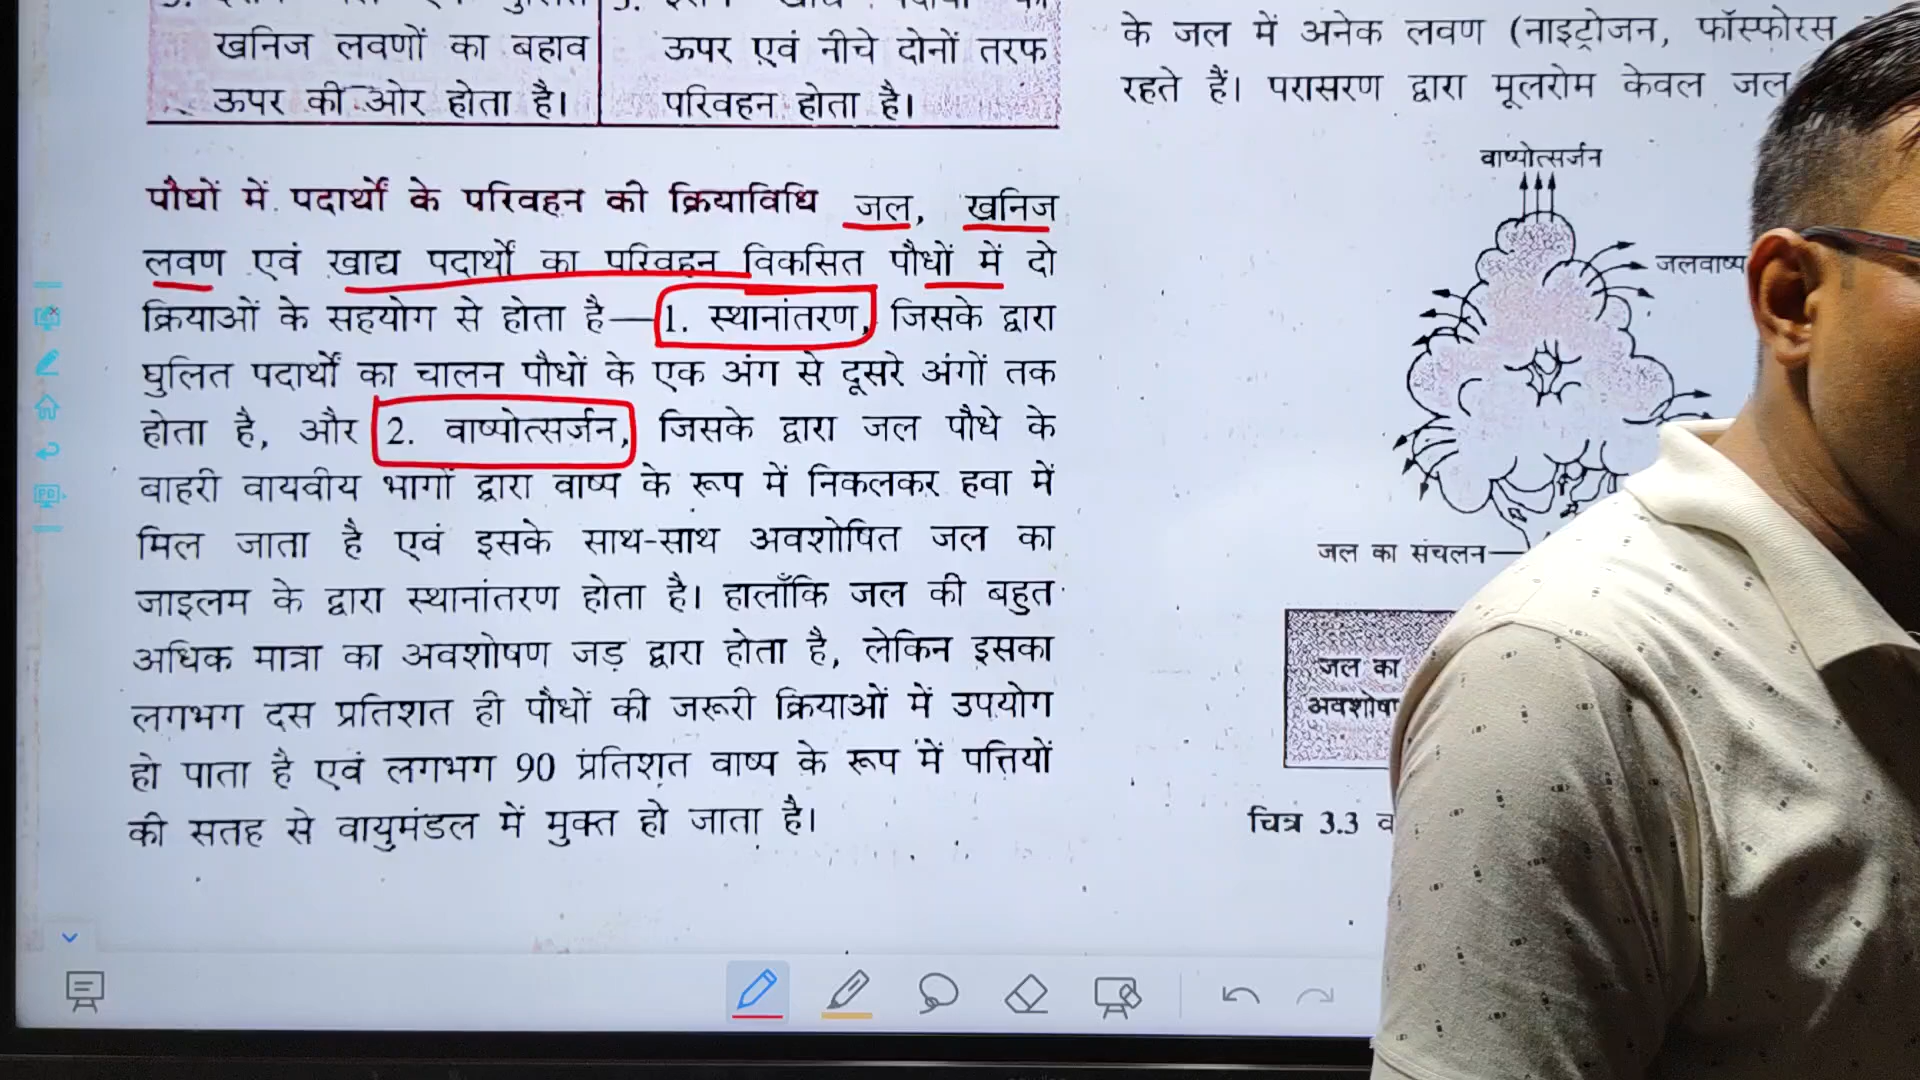 खनिज लवणों का बहाव
ऊपर की ओर होता है।
ऊपर एवं नीचे दोनों तरफ
परिवहन होता है।
पौधों में पदार्थों के परिवहन की क्रियाविधि जल, खनिज
लवण एवं खाद्य पदार्थों का परिवहन विकसित पौधों में दो
क्रियाओं के सहयोग से होता है—1. स्थानांतरण, जिसके द्वारा
घुलित पदार्थों का चालन पौधों के एक अंग से दूसरे अंगों तक
होता है, और 2. वाष्पोत्सर्जन, जिसके द्वारा जल पौधे के
बाहरी वायवीय भागों द्वारा वाष्प के रूप में निकलकर हवा में
मिल जाता है एवं इसके साथ-साथ अवशोषित जल का
जाइलम के द्वारा स्थानांतरण होता है। हालाँकि जल की बहुत
अधिक मात्रा का अवशोषण जड़ द्वारा होता है, लेकिन इसका
लगभग दस प्रतिशत ही पौधों की जरूरी क्रियाओं में उपयोग
हो पाता है एवं लगभग 90 प्रतिशत वाष्प के रूप में पत्तियों
की सतह से वायुमंडल में मुक्त हो जाता है।
के जल में अनेक लवण (नाइट्रोजन, फॉस्फोरस
रहते हैं। परासरण द्वारा मूलरोम केवल जल
वाष्पोत्सर्जन
जलवाष्प
जल का संचलन
जल का
चित्र 3.3